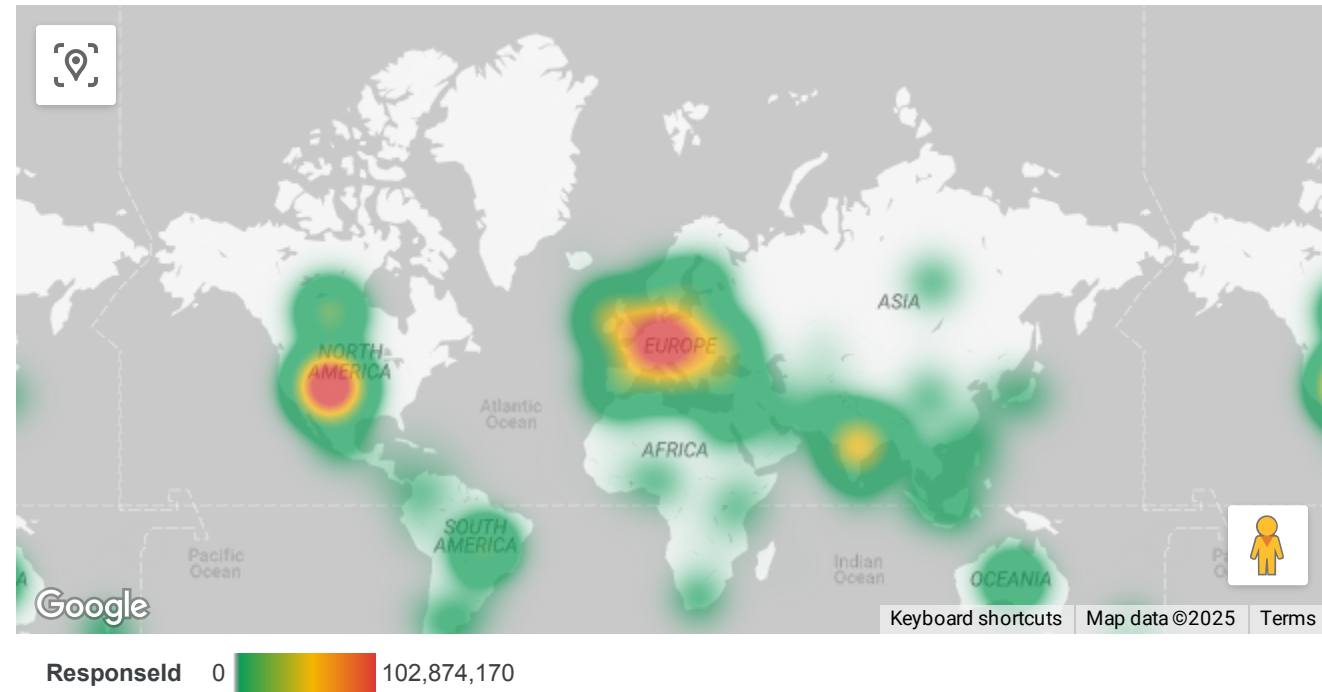 ASIA
NORTH
AMERICA
EUROPE
Atlantic
Ocean
AFRICA
SOUTH
AMERICA
Pacific
Ocean
Indian
Ocean
OCEANIA
Pa
O
A
Google
Keyboard shortcuts
Map data ©2025
Terms
ResponseId 0 102,874,170